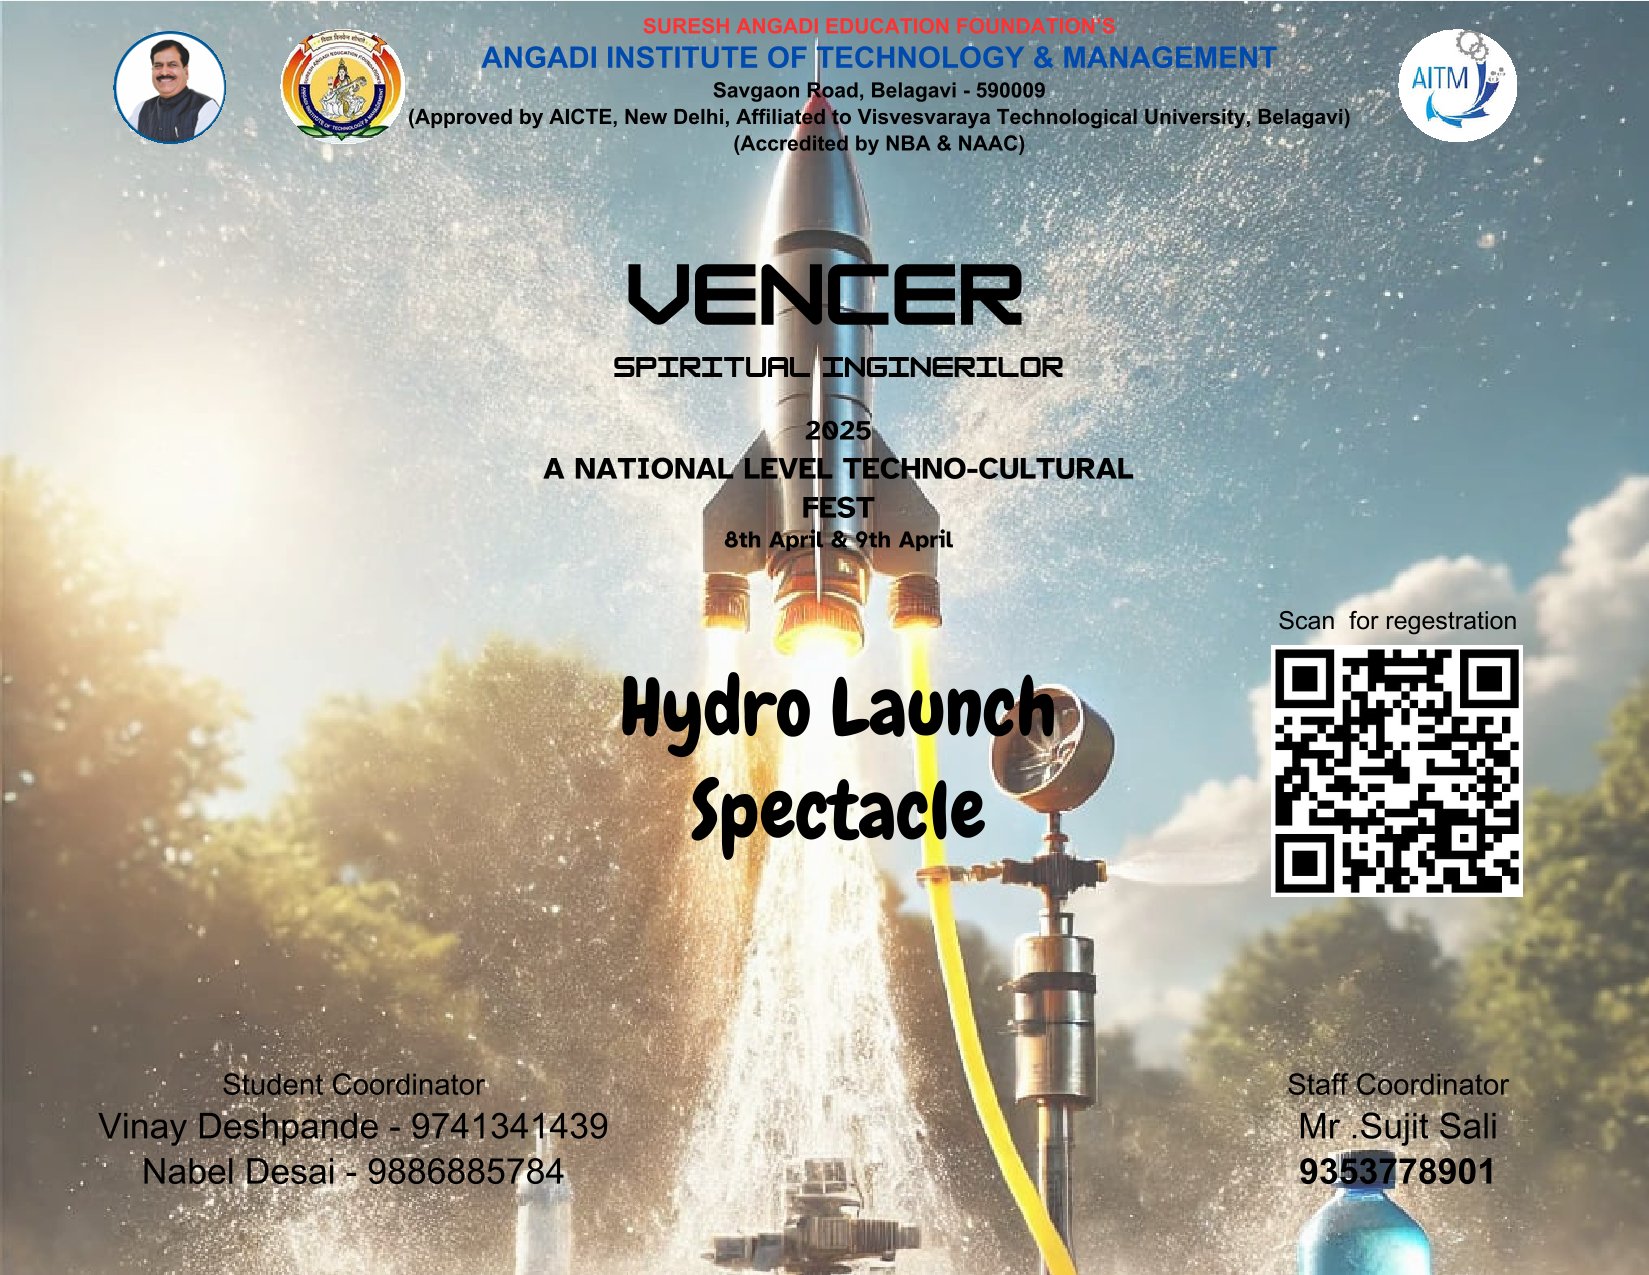 SURESH ANGADI EDUCATION FOUNDATION'S
ANGADI INSTITUTE OF TECHNOLOGY & MANAGEMENT
Savgaon Road, Belagavi - 590009
(Approved by AICTE, New Delhi, Affiliated to Visvesvaraya Technological University, Belagavi)
(Accredited by NBA & NAAC)
AITM
VENCER
SPIRITUAL INGINERILOR
2025
A NATIONAL LEVEL TECHNO-CULTURAL
FEST
8th April & 9th April
Scan for regestration
Hydro Launch
Spectacle
Student Coordinator
Vinay Deshpande - 9741341439
Nabel Desai - 9886885784
Staff Coordinator
Mr .Sujit Sali
9353778901